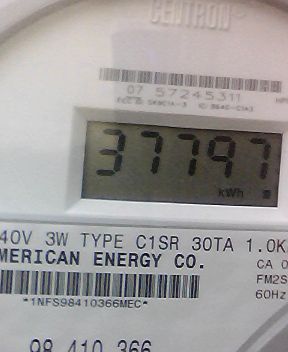 CENTRON
07 57245311
37797
kWh
40V 3W TYPE C1SR 30TA 1.0K
MERICAN ENERGY CO.
CA 0
FM2S
60Hz
*1NFS98410366MEC*
98 410 366